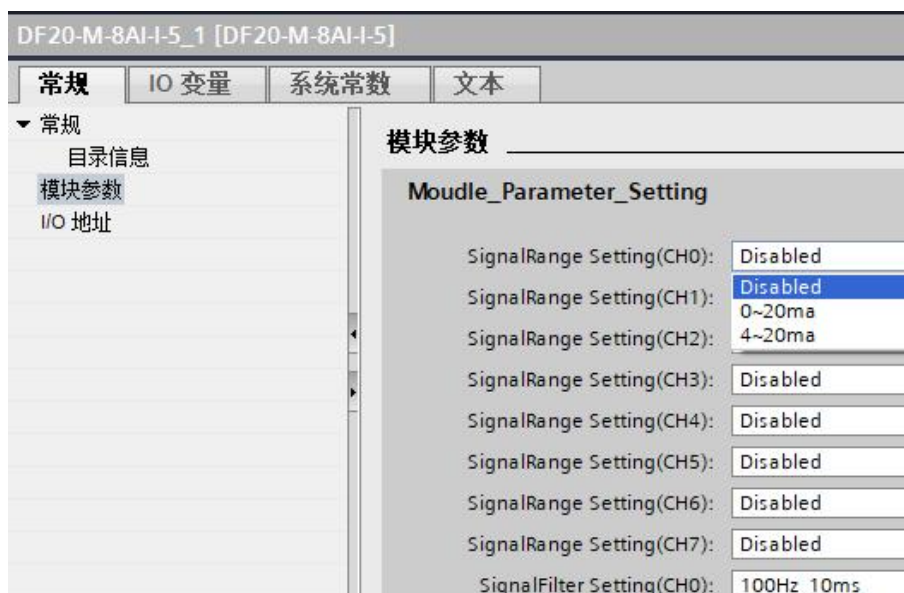 DF20-M-8AI-I-5_1 [DF20-M-8AI-I-5]
常规 IO 变量 系统常数 文本
常规
目录信息
模块参数
I/O 地址
模块参数
Moudle_Parameter_Setting
SignalRange Setting(CH0): Disabled
Disabled
0~20ma
4~20ma
SignalRange Setting(CH1):
SignalRange Setting(CH2):
SignalRange Setting(CH3): Disabled
SignalRange Setting(CH4): Disabled
SignalRange Setting(CH5): Disabled
SignalRange Setting(CH6): Disabled
SignalRange Setting(CH7): Disabled
SignalFilter Setting(CH0): 100Hz 10ms